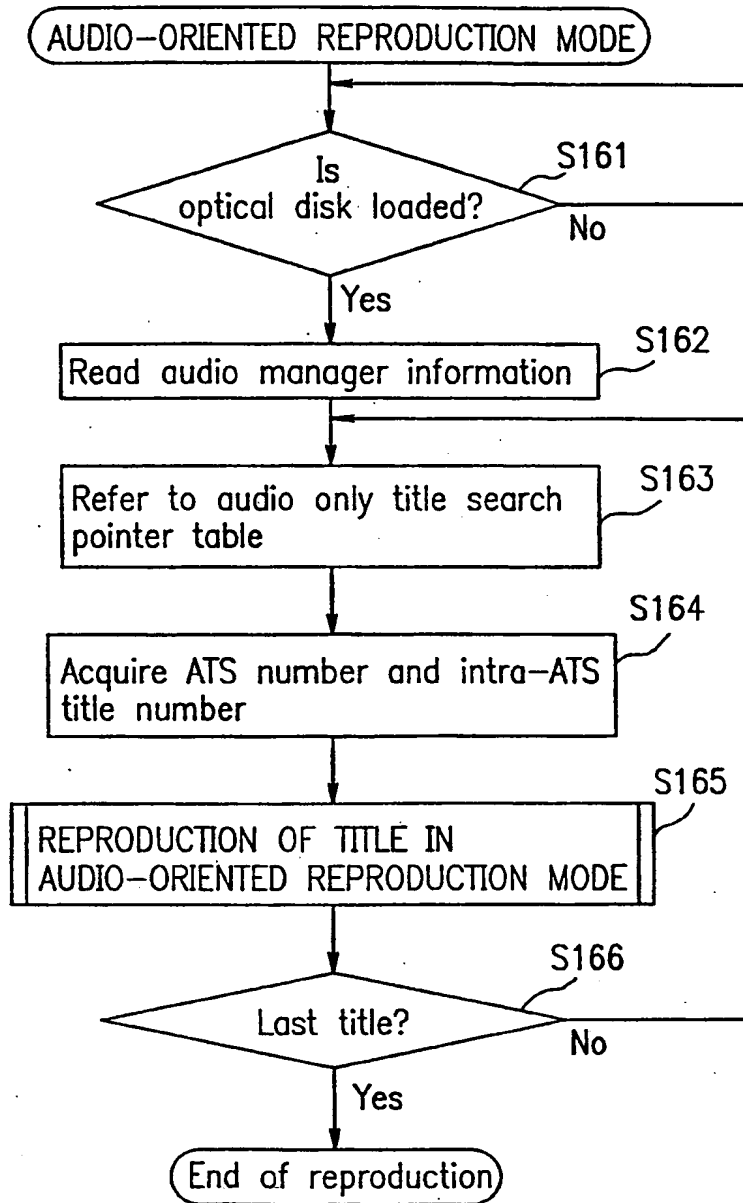 AUDIO-ORIENTED REPRODUCTION MODE
S161
Is
optical disk loaded?
No
Yes
S162
Read audio manager information
S163
Refer to audio only title search
pointer table
S164
Acquire ATS number and intra-ATS
title number
S165
REPRODUCTION OF TITLE IN
AUDIO-ORIENTED REPRODUCTION MODE
S166
Last title?
No
Yes
End of reproduction